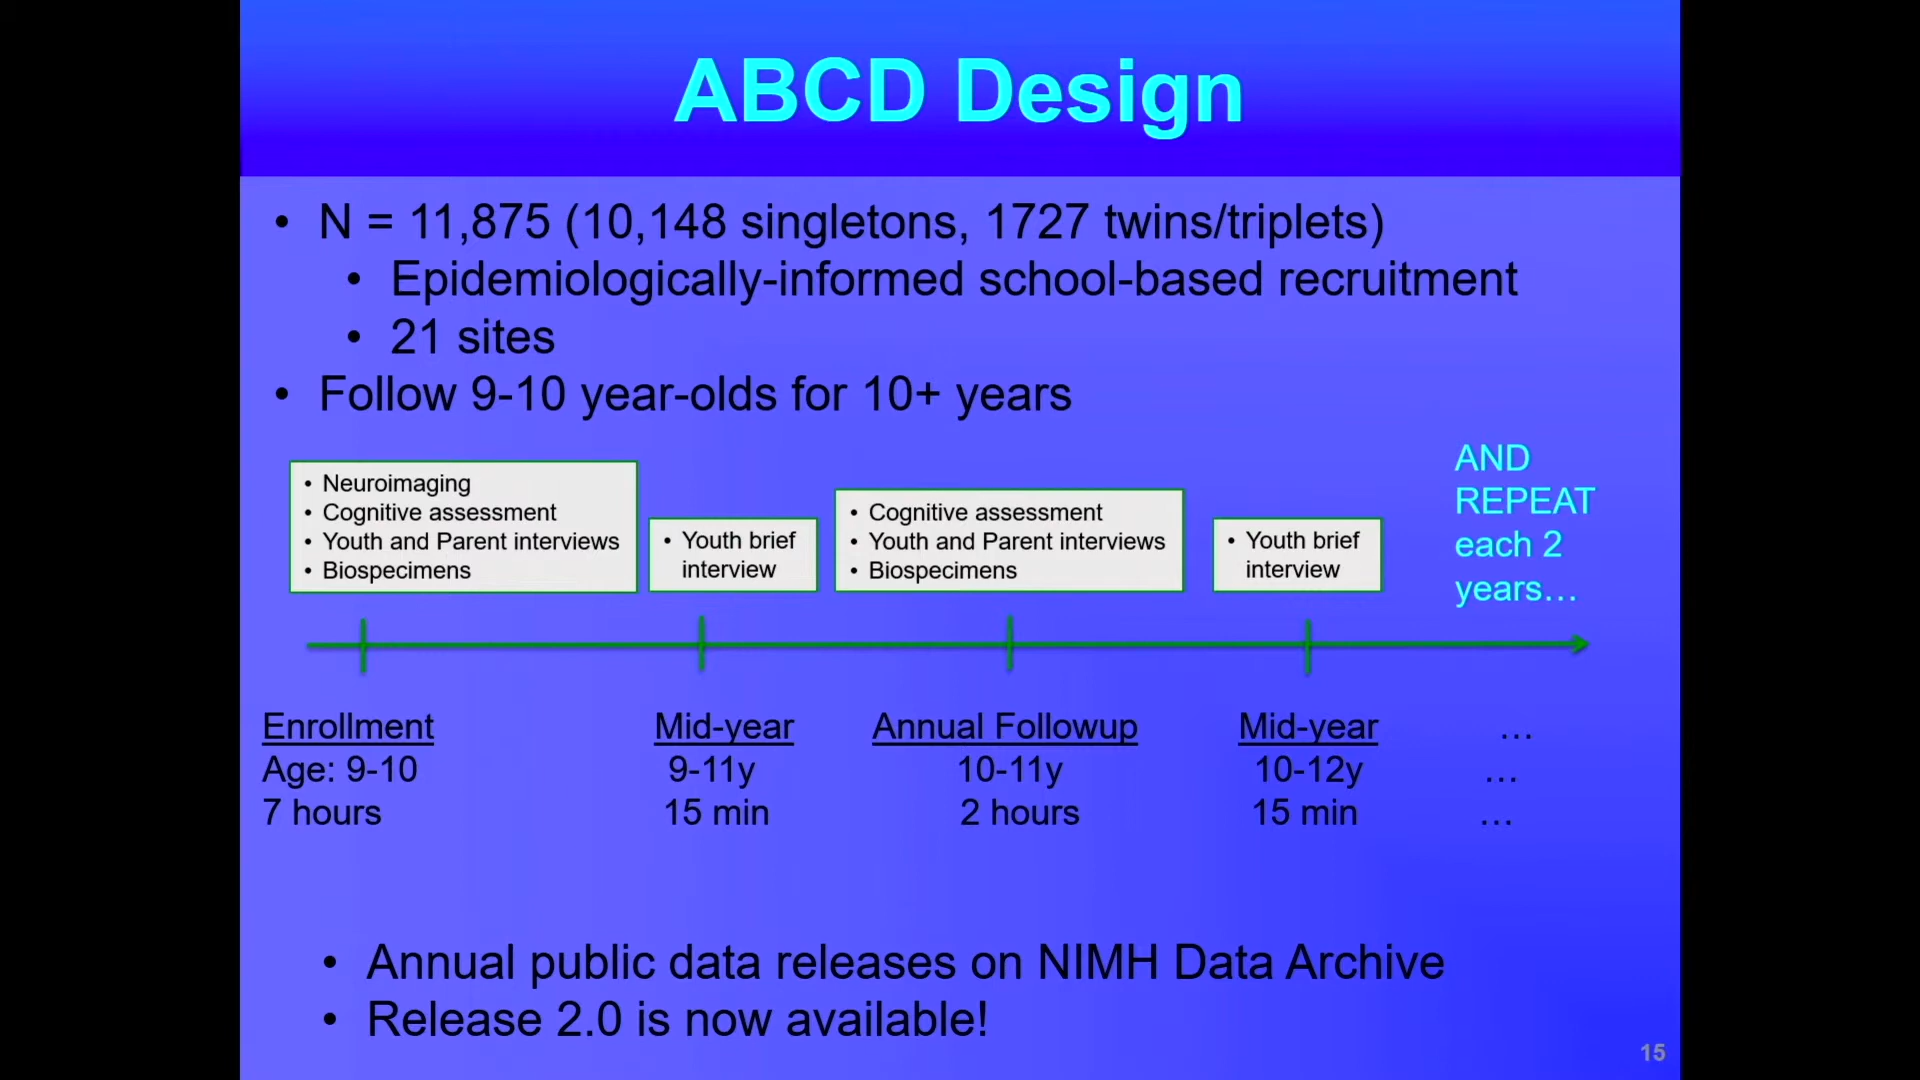 ABCD Design
• N = 11,875 (10,148 singletons, 1727 twins/triplets)
• Epidemiologically-informed school-based recruitment
• 21 sites
• Follow 9-10 year-olds for 10+ years
• Neuroimaging
• Cognitive assessment
• Youth and Parent interviews
• Biospecimens
• Youth brief
interview
• Cognitive assessment
• Youth and Parent interviews
• Biospecimens
• Youth brief
interview
AND
REPEAT
each 2
years…
Enrollment
Age: 9-10
7 hours
Mid-year
9-11y
15 min
Annual Followup
10-11y
2 hours
Mid-year
10-12y
15 min
…
…
…
• Annual public data releases on NIMH Data Archive
• Release 2.0 is now available!
15